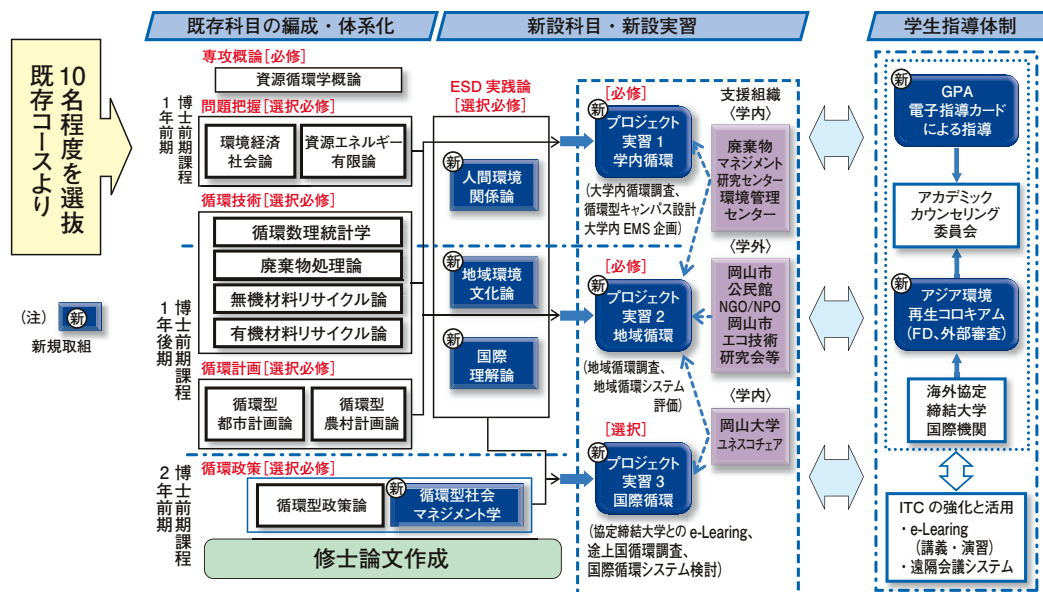 既存科目の編成・体系化
新設科目・新設実習
学生指導体制
10名程度を選抜
既存コースより
博士前期課程
1年前期
専攻概論[必修]
資源循環学概論
問題把握[選択必修]
環境経済
社会論
資源エネルギー
有限論
循環技術[選択必修]
循環数理統計学
廃棄物処理論
無機材料リサイクル論
有機材料リサイクル論
博士前期課程
1年後期
循環計画[選択必修]
循環型
都市計画論
循環型
農村計画論
博士前期課程
2年前期
循環政策[選択必修]
循環型政策論
新
循環型社会
マネジメント学
修士論文作成
(注)
新
新規取組
ESD 実践論
[選択必修]
新
人間環境
関係論
新
地域環境
文化論
新
国際
理解論
[必修]
新
プロジェクト
実習 1
学内循環
(大学内循環調査、
循環型キャンパス設計
大学内 EMS 企画)
[必修]
新
プロジェクト
実習 2
地域循環
(地域循環調査、
地域循環システム
評価)
[選択]
新
プロジェクト
実習 3
国際循環
(協定締結大学との e-Learing、
途上国循環調査、
国際循環システム検討)
支援組織
〈学内〉
廃棄物
マネジメント
研究センター
環境管理
センター
〈学外〉
岡山市
公民館
NGO/NPO
岡山市
エコ技術
研究会等
〈学内〉
岡山大学
ユネスコチェア
新
GPA
電子指導カード
による指導
アカデミック
カウンセリング
委員会
新
アジア環境
再生コロキアム
(FD、外部審査)
海外協定
締結大学
国際機関
ITC の強化と活用
・e-Learing
(講義・演習)
・遠隔会議システム